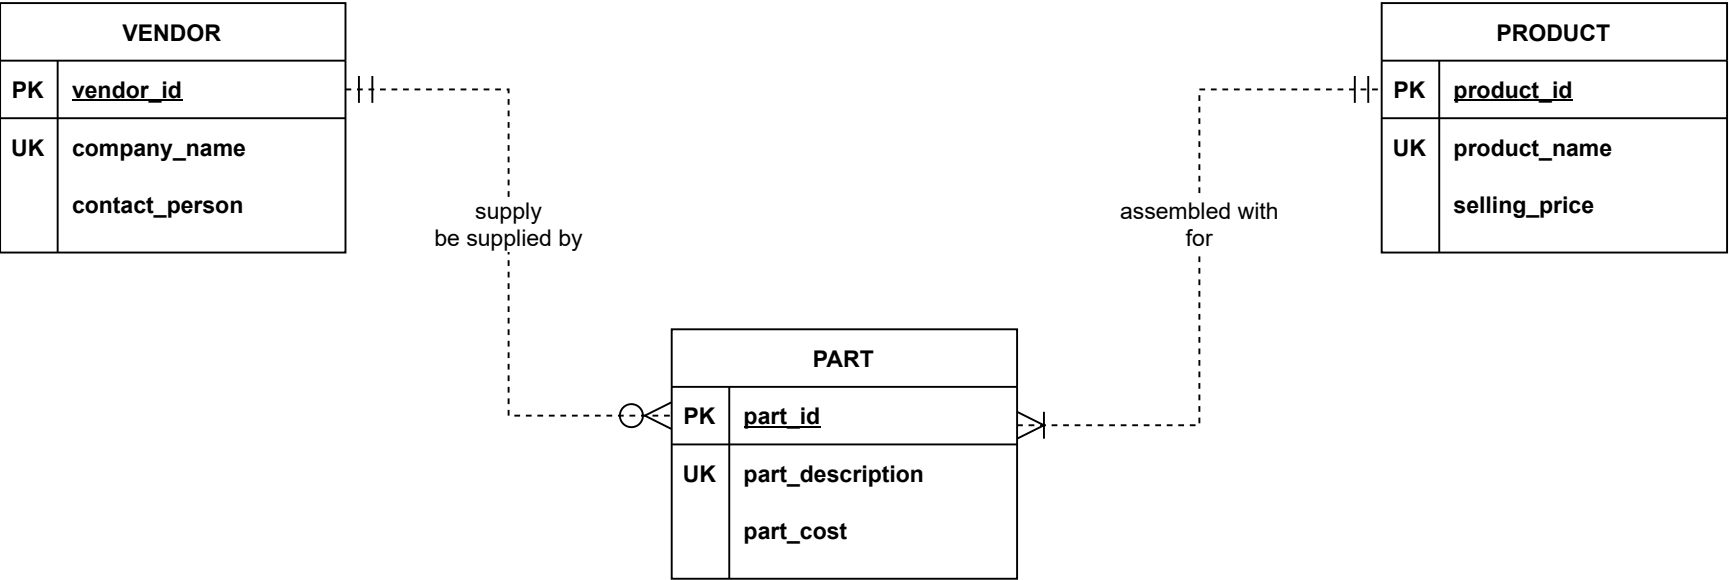 VENDOR
PK vendor_id
UK company_name
contact_person
PRODUCT
PK product_id
UK product_name
selling_price
supply
be supplied by
assembled with
for
PART
PK part_id
UK part_description
part_cost